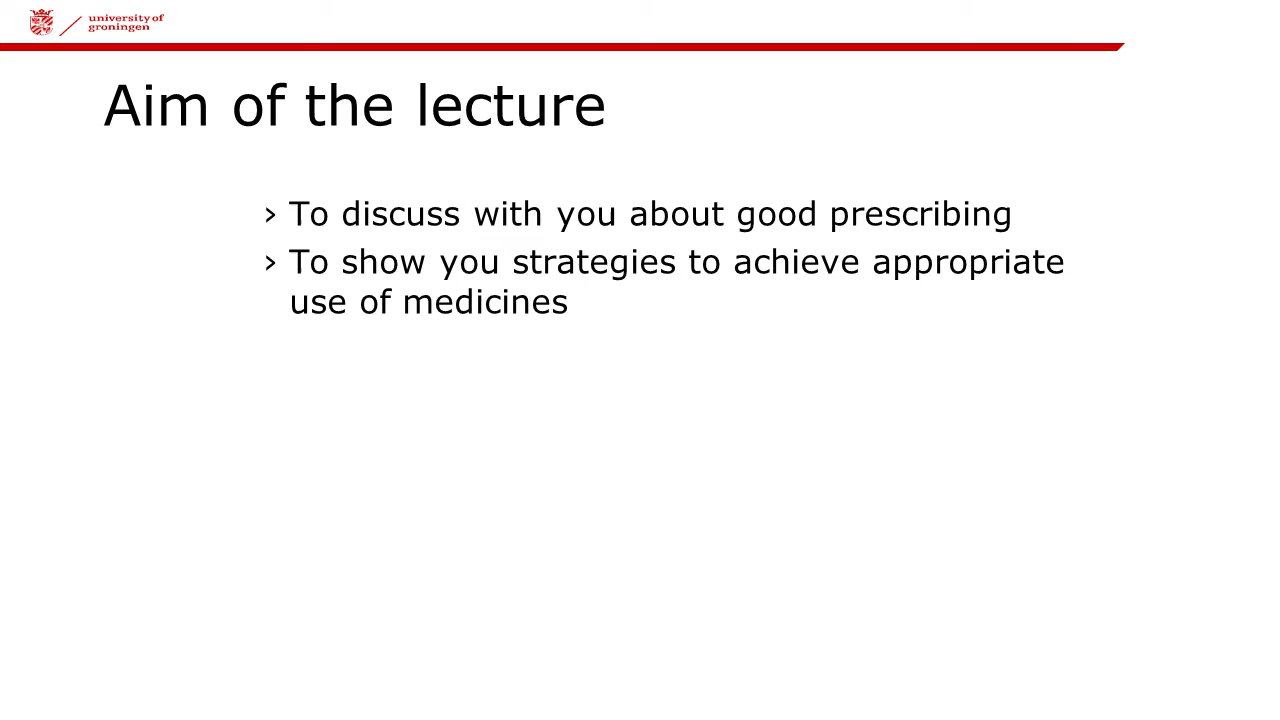 university of
groningen
Aim of the lecture
› To discuss with you about good prescribing
› To show you strategies to achieve appropriate
use of medicines